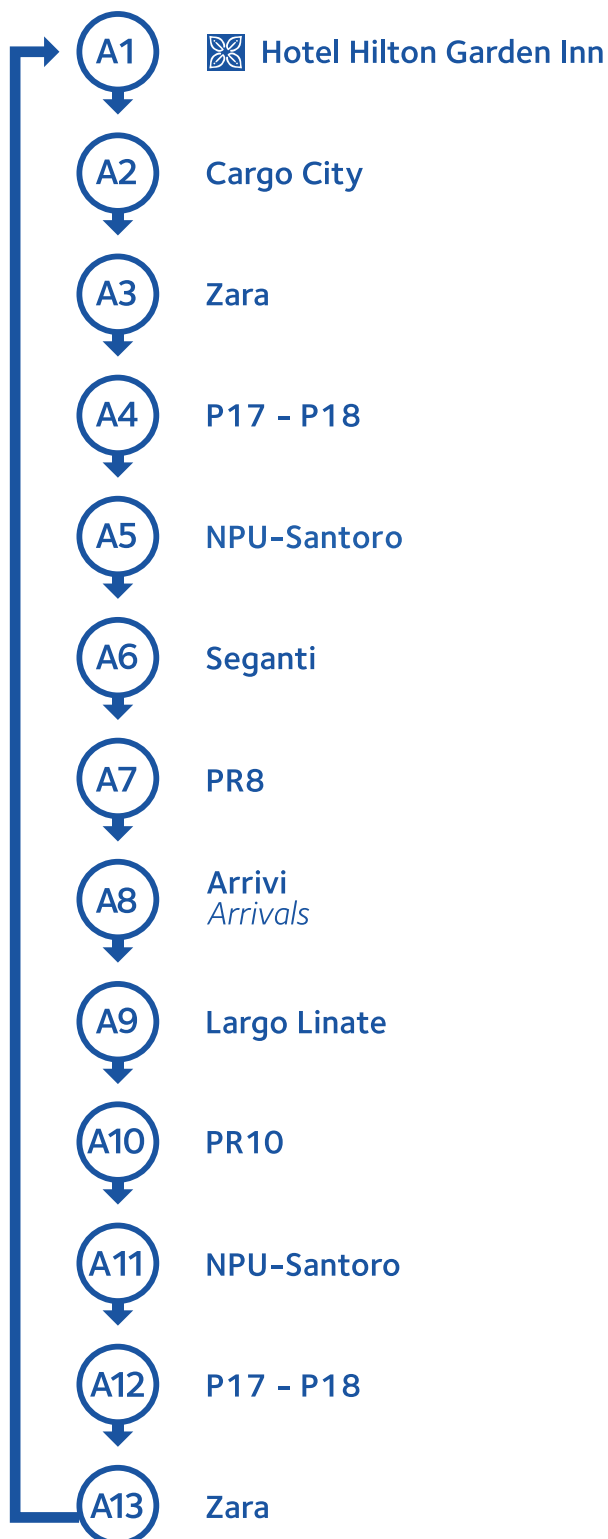 A1 Hotel Hilton Garden Inn
A2 Cargo City
A3 Zara
A4 P17 - P18
A5 NPU-Santoro
A6 Seganti
A7 PR8
A8 Arrivi
Arrivals
A9 Largo Linate
A10 PR10
A11 NPU-Santoro
A12 P17 - P18
A13 Zara